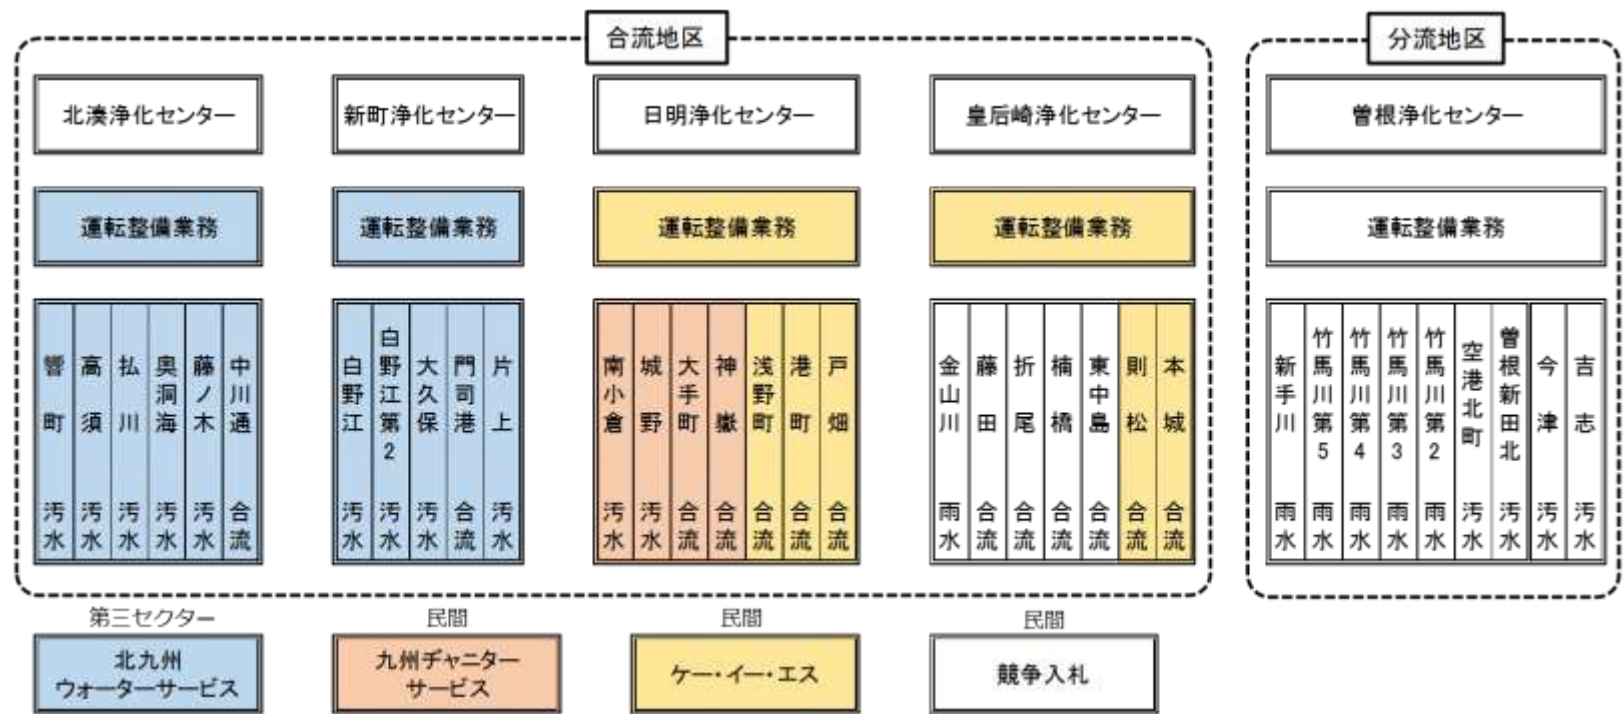 合流地区
分流地区
北湊浄化センター
新町浄化センター
日明浄化センター
皇后崎浄化センター
曽根浄化センター
運転整備業務
運転整備業務
運転整備業務
運転整備業務
運転整備業務
響町 汚水
高須 汚水
払川 汚水
奥洞海 汚水
藤ノ木 汚水
中川通 合流
白野江 汚水
白野江第2 汚水
大久保 汚水
門司港 合流
片上 汚水
南小倉 汚水
城野 汚水
大手町 合流
神嶽 合流
浅野町 合流
港町 合流
戸畑 合流
金山川 雨水
藤田 合流
折尾 合流
楠橋 合流
東中島 合流
則松 合流
本城 合流
新手川 雨水
竹馬川第5 雨水
竹馬川第4 雨水
竹馬川第3 雨水
竹馬川第2 雨水
空港北町 汚水
曽根新田北 汚水
今津 汚水
吉志 汚水
第三セクター
民間
民間
民間
北九州
ウォーターサービス
九州ヂャニター
サービス
ケー・イー・エス
競争入札